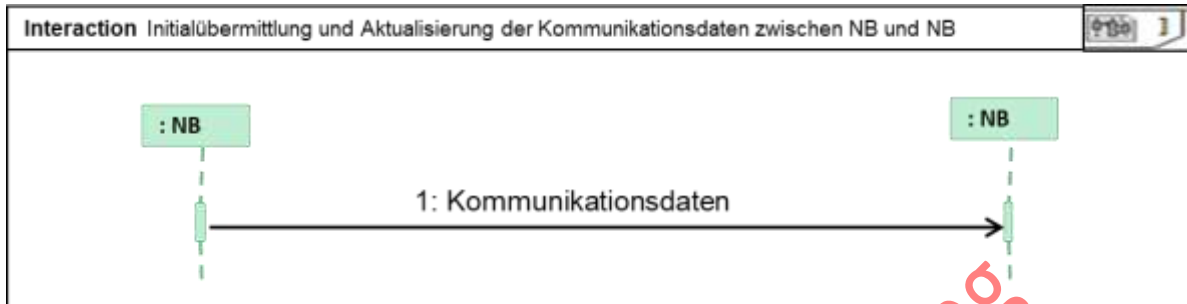 Interaction Initialübermittlung und Aktualisierung der Kommunikationsdaten zwischen NB und NB
: NB
: NB
1: Kommunikationsdaten